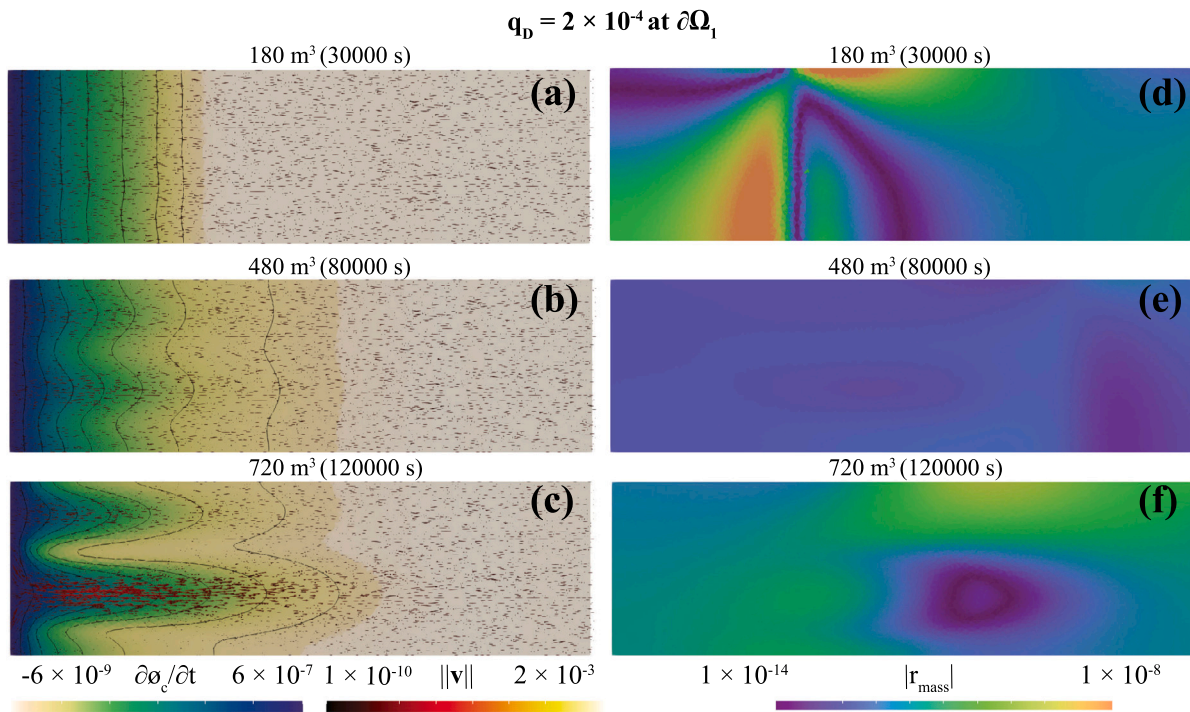 q_D = 2 × 10⁻⁴ at ∂Ω₁
180 m³ (30000 s)
(a)
180 m³ (30000 s)
(d)
480 m³ (80000 s)
(b)
480 m³ (80000 s)
(e)
720 m³ (120000 s)
(c)
720 m³ (120000 s)
(f)
-6 × 10⁻⁹ ∂ø_c/∂t 6 × 10⁻⁷ 1 × 10⁻¹⁰ ||v|| 2 × 10⁻³
1 × 10⁻¹⁴ |r_mass| 1 × 10⁻⁸